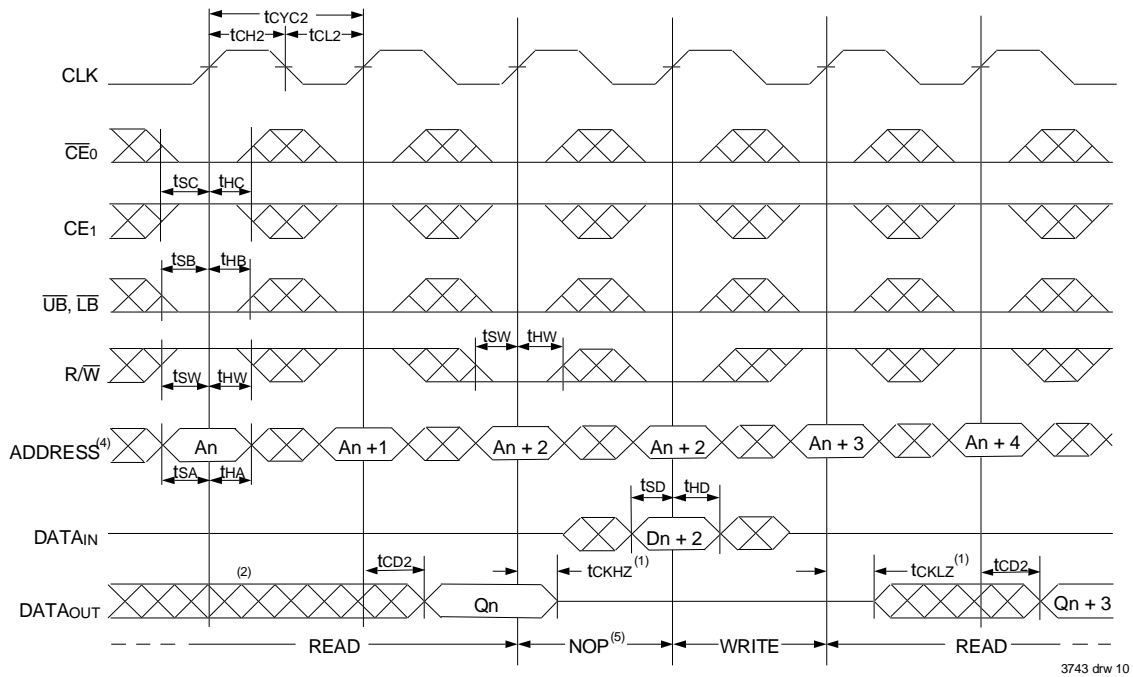 tCYC2
tCH2 tCL2
CLK
CE0
tSC tHC
CE1
tSB tHB
UB, LB
tSW tHW
R/W
tSW tHW
ADDRESS(4) An An + 1 An + 2 An + 2 An + 3 An + 4
tSA tHA
tSD tHD
DATAIN Dn + 2
tCD2 tCKHZ(1) tCKLZ(1) tCD2
(2)
DATAOUT Qn Qn + 3
READ NOP(5) WRITE READ
3743 drw 10